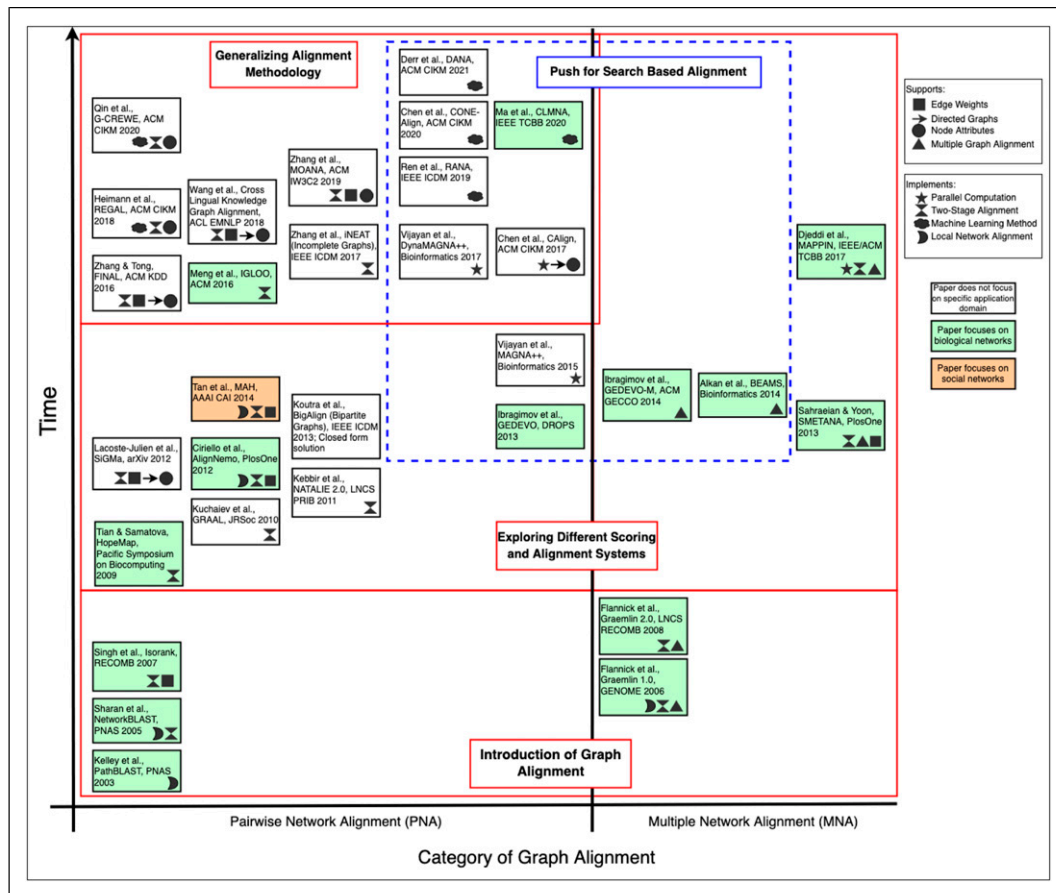 Generalizing Alignment
Methodology
Push for Search Based Alignment
Derr et al., DANA,
ACM CIKM 2021
Qin et al.,
G-CREWE, ACM
CIKM 2020
Chen et al., CONE-
Align, ACM CIKM
2020
Ma et al., CLMNA,
IEEE TCBB 2020
Zhang et al.,
MOANA, ACM
IW3C2 2019
Ren et al., RANA,
IEEE ICDM 2019
Heimann et al.,
REGAL, ACM CIKM
2018
Wang et al., Cross
Lingual Knowledge
Graph Alignment,
ACL EMNLP 2018
Zhang et al., iNEAT
(Incomplete Graphs),
IEEE ICDM 2017
Vijayan et al.,
DynaMAGNA++,
Bioinformatics 2017
Chen et al., CAlign,
ACM CIKM 2017
Djeddi et al.,
MAPPIN, IEEE/ACM
TCBB 2017
Zhang & Tong,
FINAL, ACM KDD
2016
Meng et al., IGLOO,
ACM 2016
Vijayan et al.,
MAGNA++,
Bioinformatics 2015
Tan et al., MAH,
AAAI CAI 2014
Koutra et al.,
BigAlign (Bipartite
Graphs), IEEE ICDM
2013; Closed form
solution
Ibragimov et al.,
GEDEVO, DROPS
2013
Ibragimov et al.,
GEDEVO-M, ACM
GECCO 2014
Alkan et al., BEAMS,
Bioinformatics 2014
Sahraeian & Yoon,
SMETANA, PlosOne
2013
Lacoste-Julien et al.,
SiGMa, arXiv 2012
Ciriello et al.,
AlignNemo, PlosOne
2012
Kebbir et al.,
NATALIE 2.0, LNCS
PRIB 2011
Kuchaiev et al.,
GRAAL, JRSoc 2010
Tian & Samatova,
HopeMap,
Pacific Symposium
on Biocomputing
2009
Exploring Different Scoring
and Alignment Systems
Flannick et al.,
Graemlin 2.0, LNCS
RECOMB 2008
Singh et al., Isorank,
RECOMB 2007
Flannick et al.,
Graemlin 1.0,
GENOME 2006
Sharan et al.,
NetworkBLAST,
PNAS 2005
Kelley et al.,
PathBLAST, PNAS
2003
Introduction of Graph
Alignment
Time
Pairwise Network Alignment (PNA)
Multiple Network Alignment (MNA)
Category of Graph Alignment
Supports:
Edge Weights
Directed Graphs
Node Attributes
Multiple Graph Alignment
Implements:
Parallel Computation
Two-Stage Alignment
Machine Learning Method
Local Network Alignment
Paper does not focus
on specific application
domain
Paper focuses on
biological networks
Paper focuses on
social networks